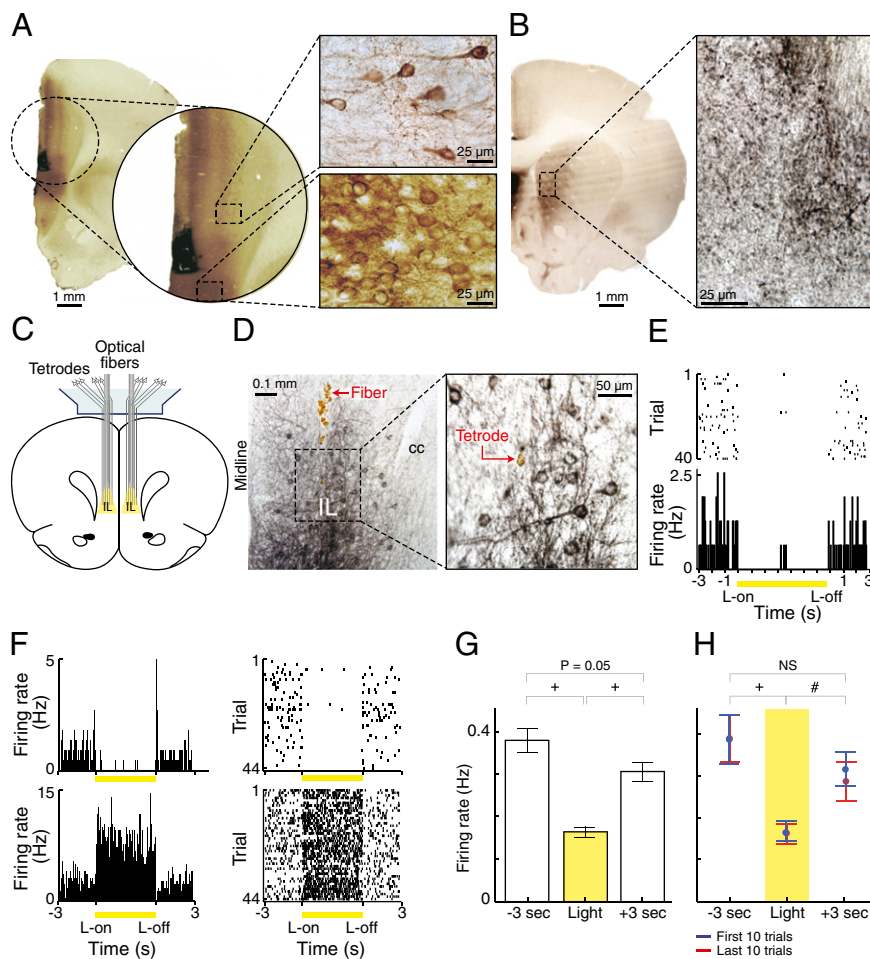 A
25 µm
25 µm
1 mm
B
1 mm
25 µm
C
Optical
fibers
Tetrodes
IL
IL
D
0.1 mm
Fiber
Midline
cc
IL
50 µm
Tetrode
E
1
Trial
40
2.5
Firing rate
(Hz)
0
-3
-1
1
3
L-on
L-off
Time (s)
F
5
Firing rate
(Hz)
0
1
Trial
44
15
Firing rate
(Hz)
0
-3
3
L-on
L-off
Time (s)
1
Trial
44
-3
3
L-on
L-off
Time (s)
G
P = 0.05
+
+
0.4
Firing rate (Hz)
0
-3 sec
Light
+3 sec
H
NS
+
#
-3 sec
Light
+3 sec
First 10 trials
Last 10 trials